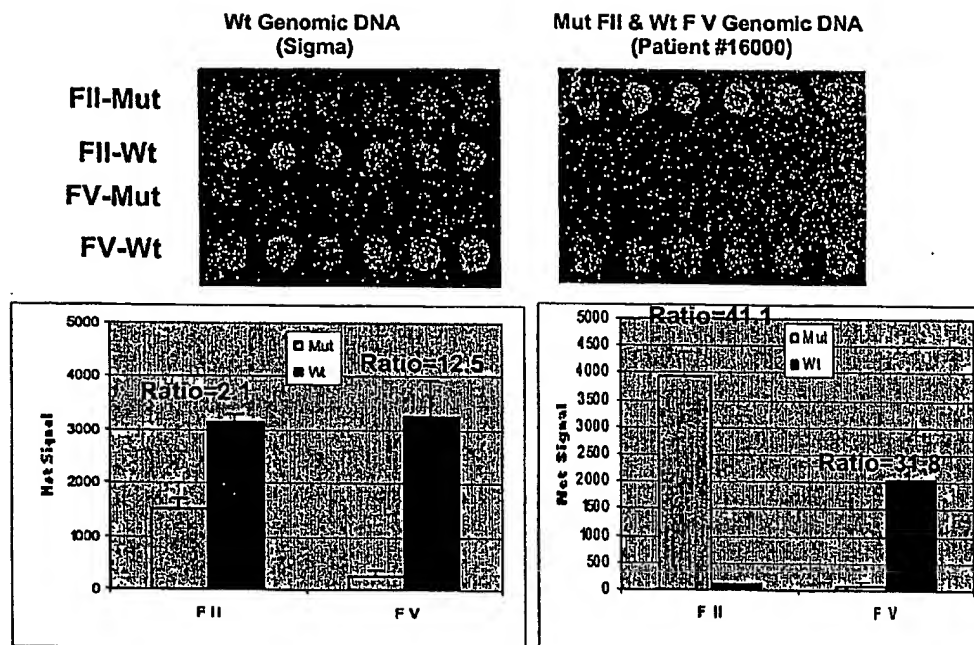 Wt Genomic DNA
(Sigma)
Mut FII & Wt F V Genomic DNA
(Patient #16000)
FII-Mut
FII-Wt
FV-Mut
FV-Wt
5000
4000
3000
2000
1000
0
Net Signal
Mut
Wt
Ratio=2.1
Ratio=12.5
F II
F V
5000
4500
4000
3500
3000
2500
2000
1500
1000
500
0
Net Signal
Ratio=41.1
Mut
Wt
Ratio=31.8
F II
F V